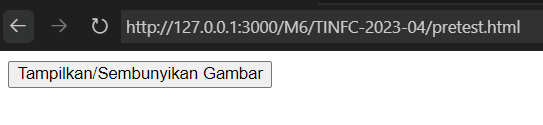 http://127.0.0.1:3000/M6/TINFC-2023-04/pretest.html
Tampilkan/Sembunyikan Gambar